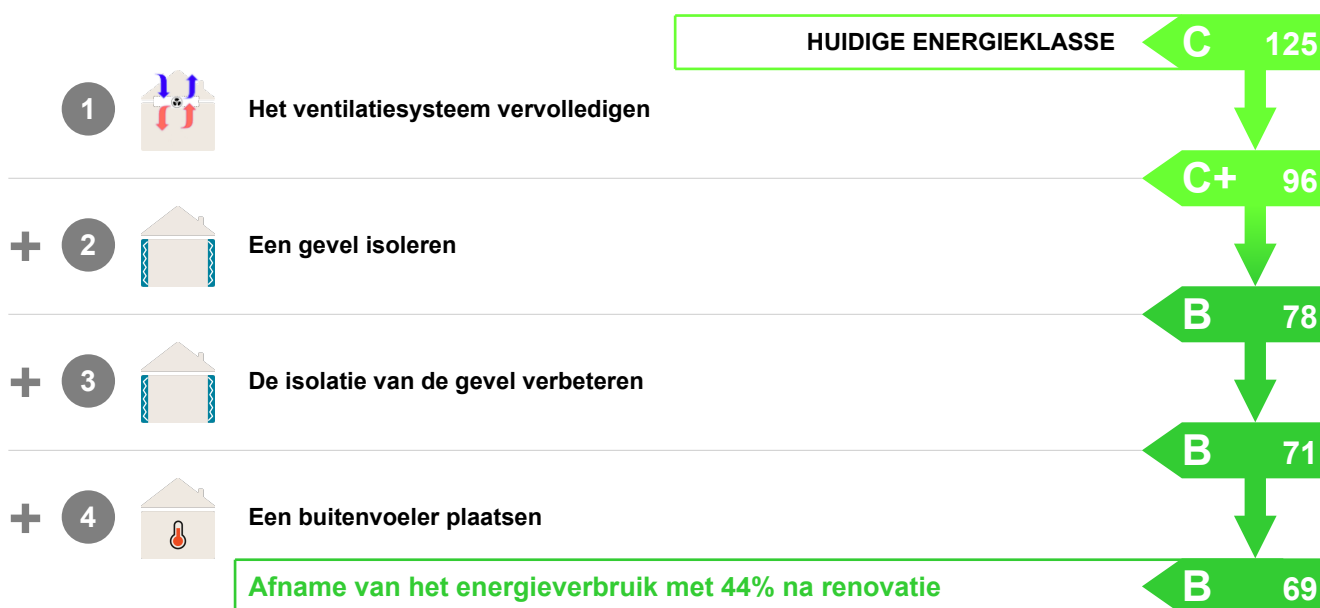 HUIDIGE ENERGIEKLASSE C 125
1 Het ventilatiesysteem vervolledigen
C+ 96
+ 2 Een gevel isoleren
B 78
+ 3 De isolatie van de gevel verbeteren
B 71
+ 4 Een buitenvoeler plaatsen
Afname van het energieverbruik met 44% na renovatie B 69